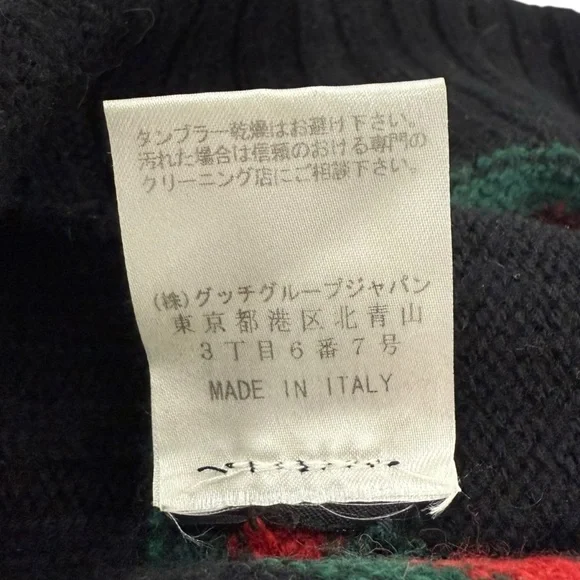 タンブラー乾燥はお避け下さい。
汚れた場合は信頼のおける専門の
クリーニング店にご相談下さい。
(株)グッチグループジャパン
東京都港区北青山
3丁目6番7号
MADE IN ITALY